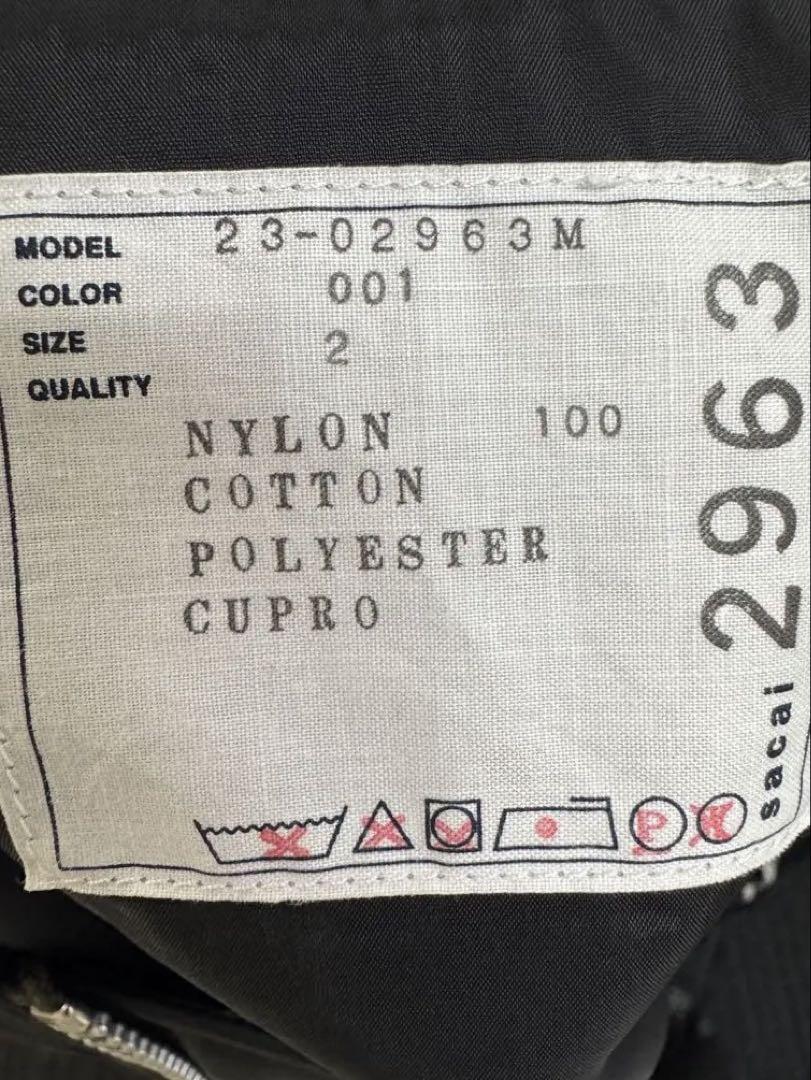 MODEL 23-02963M
COLOR 001
SIZE 2
QUALITY
NYLON 100
COTTON
POLYESTER
CUPRO
P
sacai 2963